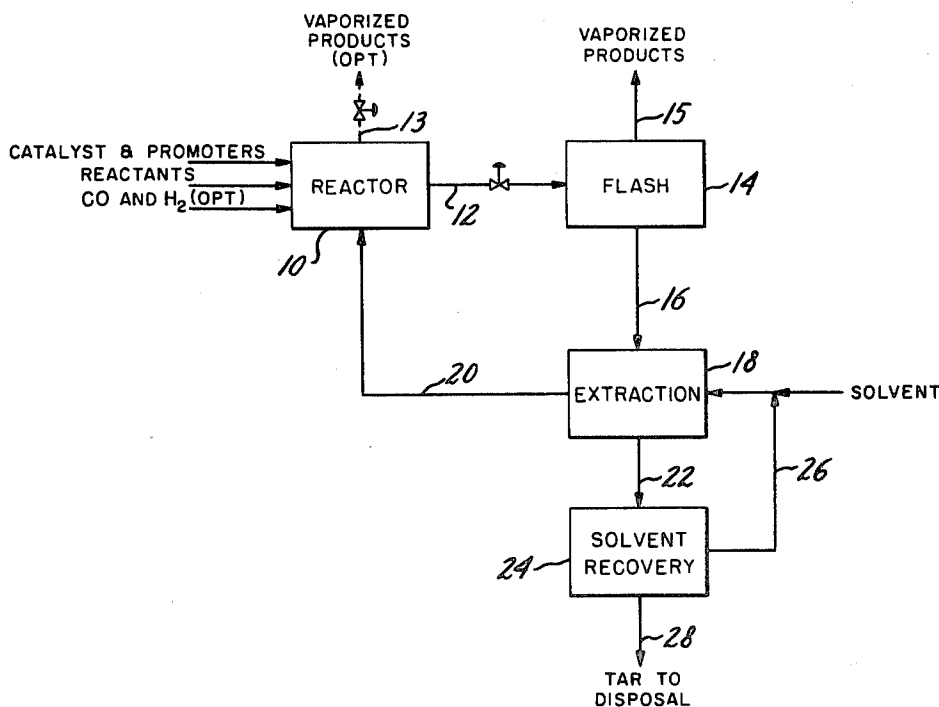 VAPORIZED
PRODUCTS
(OPT)
VAPORIZED
PRODUCTS
13
15
CATALYST & PROMOTERS
REACTANTS
CO AND H2 (OPT)
REACTOR
12
FLASH
14
10
16
18
20
EXTRACTION
SOLVENT
22
26
24
SOLVENT
RECOVERY
28
TAR TO
DISPOSAL